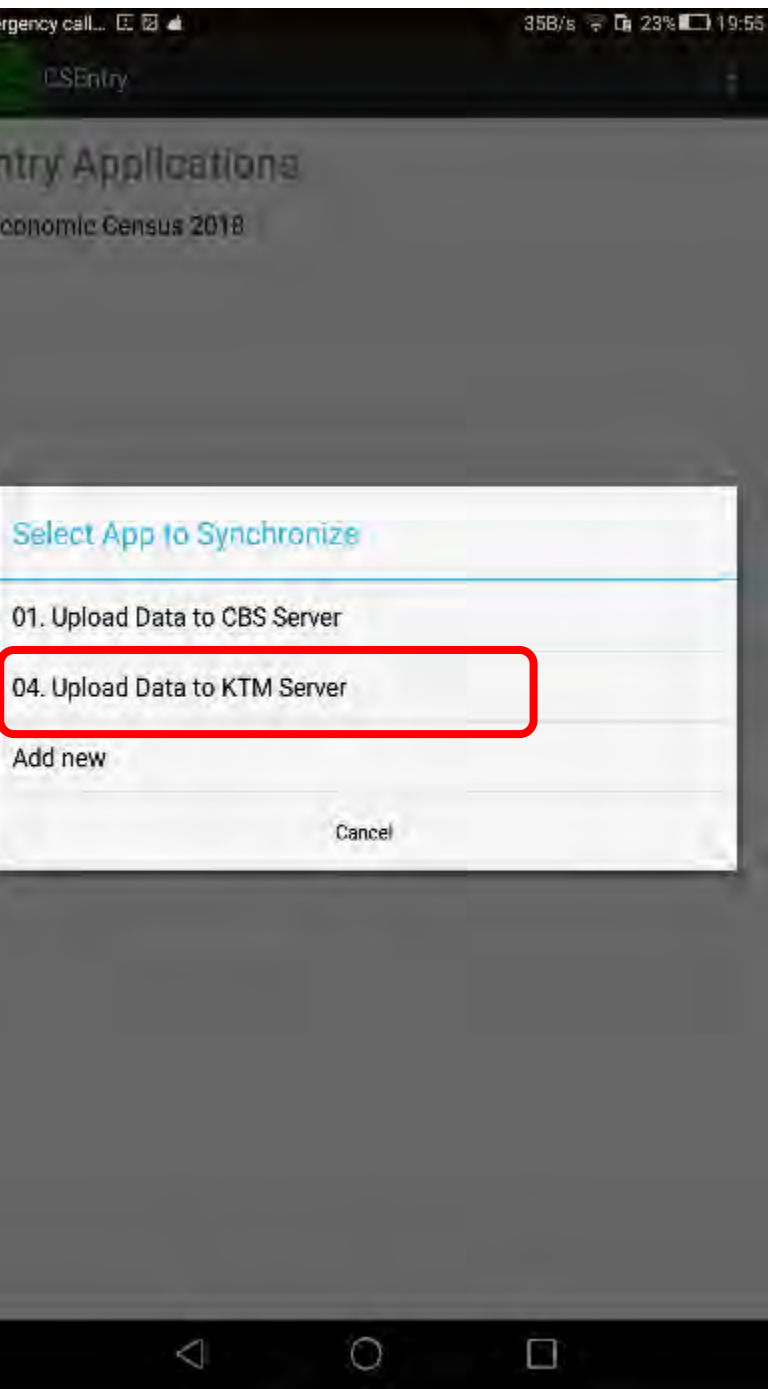 ergency call...
35B/s 23% 19:55
CSEntry
ntry Applications
conomic Census 2018
Select App to Synchronize
01. Upload Data to CBS Server
04. Upload Data to KTM Server
Add new
Cancel